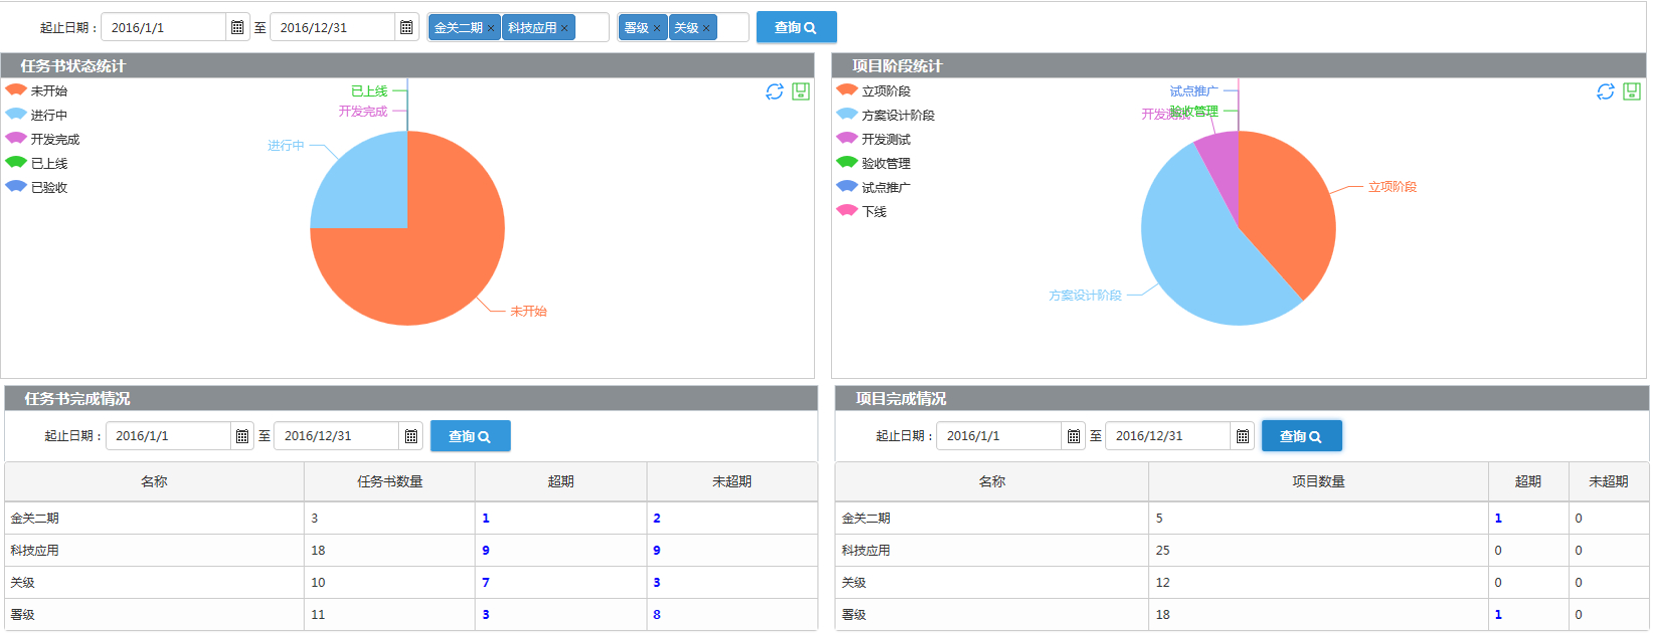 起止日期： 2016/1/1 至 2016/12/31 金关二期 × 科技应用 × 署级 × 关级 × 查询
任务书状态统计
未开始
进行中
开发完成
已上线
已验收
已上线
开发完成
进行中
未开始
项目阶段统计
立项阶段
方案设计阶段
开发测试
验收管理
试点推广
下线
试点推广
开发测试
验收管理
立项阶段
方案设计阶段
任务书完成情况
起止日期： 2016/1/1 至 2016/12/31 查询
名称 任务书数量 超期 未超期
金关二期 3 1 2
科技应用 18 9 9
关级 10 7 3
署级 11 3 8
项目完成情况
起止日期： 2016/1/1 至 2016/12/31 查询
名称 项目数量 超期 未超期
金关二期 5 1 0
科技应用 25 0 0
关级 12 0 0
署级 18 1 0